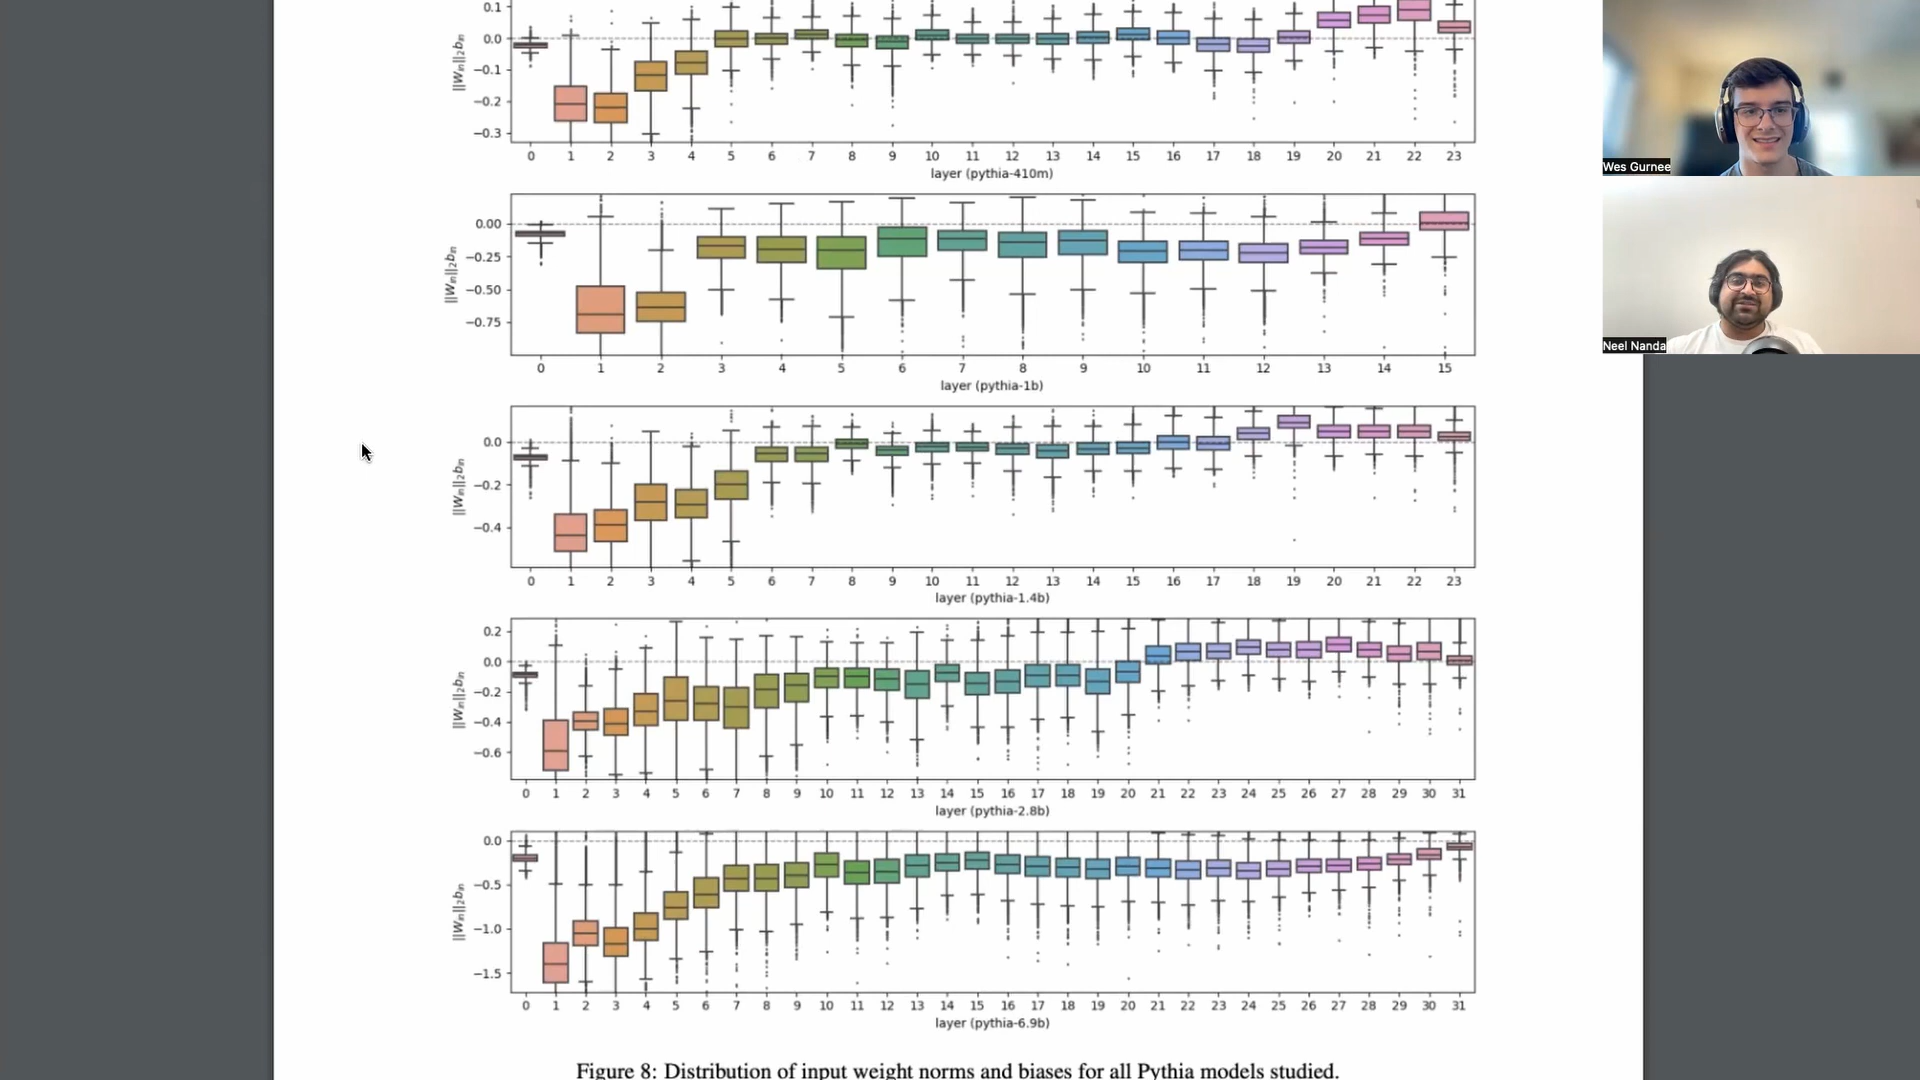 0.1
0.0
−0.1
−0.2
−0.3
||W_in||_2 b_in
0 1 2 3 4 5 6 7 8 9 10 11 12 13 14 15 16 17 18 19 20 21 22 23
layer (pythia-410m)
0.00
−0.25
−0.50
−0.75
||W_in||_2 b_in
0 1 2 3 4 5 6 7 8 9 10 11 12 13 14 15
layer (pythia-1b)
0.0
−0.2
−0.4
||W_in||_2 b_in
0 1 2 3 4 5 6 7 8 9 10 11 12 13 14 15 16 17 18 19 20 21 22 23
layer (pythia-1.4b)
0.2
0.0
−0.2
−0.4
−0.6
||W_in||_2 b_in
0 1 2 3 4 5 6 7 8 9 10 11 12 13 14 15 16 17 18 19 20 21 22 23 24 25 26 27 28 29 30 31
layer (pythia-2.8b)
0.0
−0.5
−1.0
−1.5
||W_in||_2 b_in
0 1 2 3 4 5 6 7 8 9 10 11 12 13 14 15 16 17 18 19 20 21 22 23 24 25 26 27 28 29 30 31
layer (pythia-6.9b)
Figure 8: Distribution of input weight norms and biases for all Pythia models studied.
Wes Gurnee
Neel Nanda